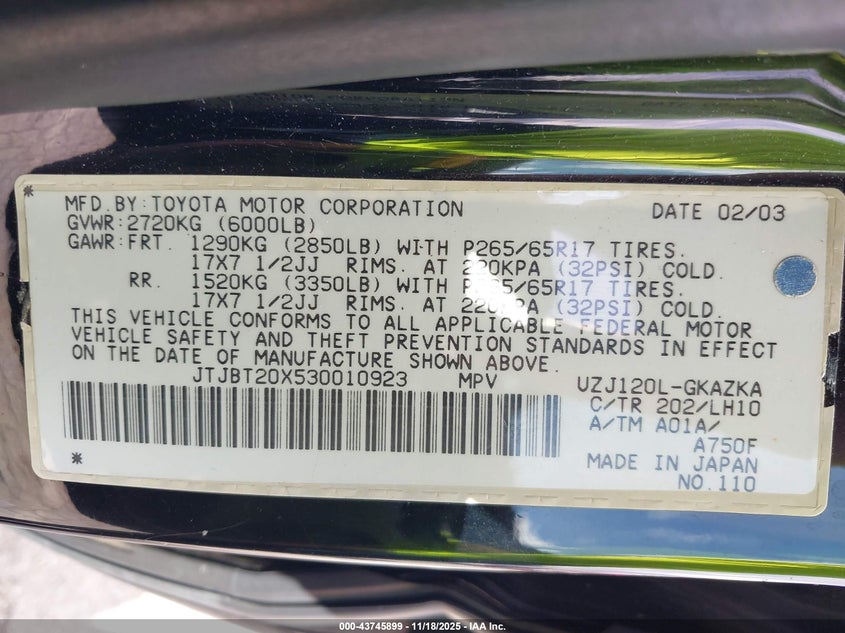 MFD.BY:TOYOTA MOTOR CORPORATION DATE 02/03
GVWR:2720KG (6000LB)
GAWR:FRT. 1290KG (2850LB) WITH P265/65R17 TIRES.
17X7 1/2JJ RIMS. AT 220KPA (32PSI) COLD.
RR. 1520KG (3350LB) WITH P265/65R17 TIRES.
17X7 1/2JJ RIMS. AT 220KPA (32PSI) COLD.
THIS VEHICLE CONFORMS TO ALL APPLICABLE FEDERAL MOTOR
VEHICLE SAFETY AND THEFT PREVENTION STANDARDS IN EFFECT
ON THE DATE OF MANUFACTURE SHOWN ABOVE.
JTJBT20X530010923 MPV UZJ120L-GKAZKA
C/TR 202/LH10
A/TM A01A/
A750F
MADE IN JAPAN
NO.110
000-43745899 | 11/18/2025 - IAA Inc.